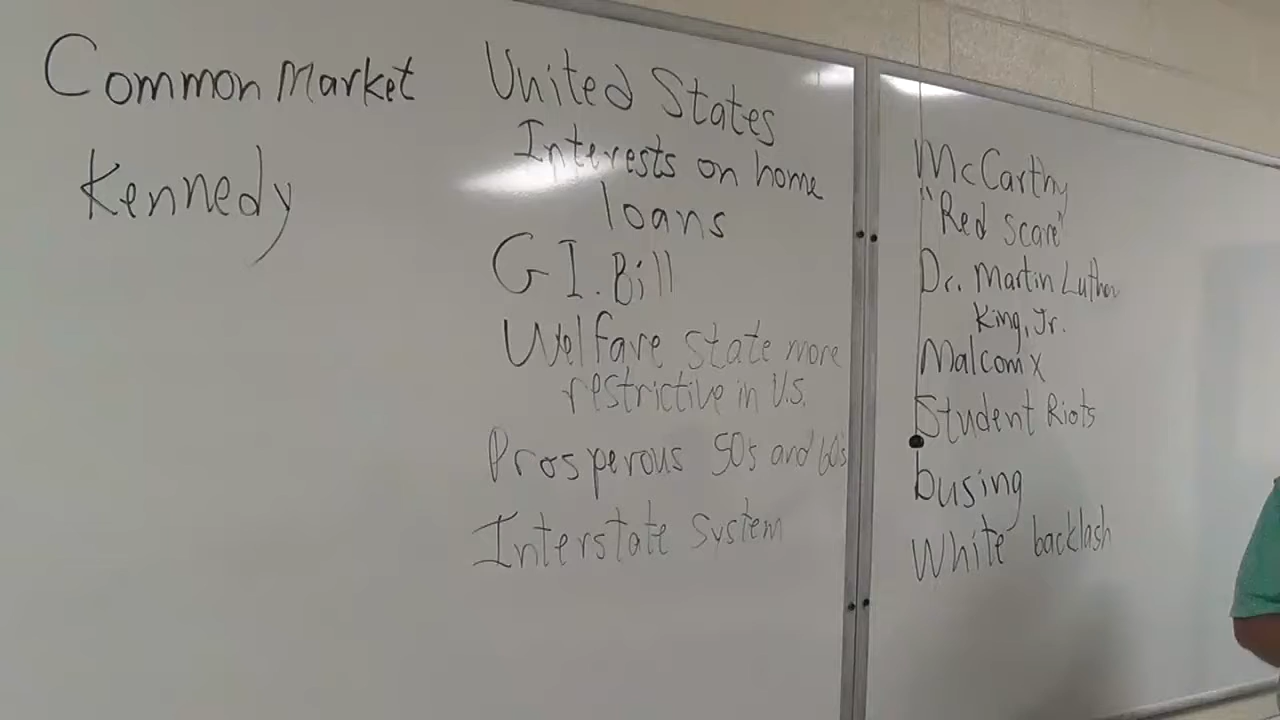 Common Market
Kennedy
United States
Interests on home
loans
G I. Bill
Welfare state more
restrictive in U.S.
Prosperous 50s and 60s
Interstate System
McCarthy
"Red Scare"
Dr. Martin Luther
King, Jr.
Malcom X
Student Riots
busing
White backlash